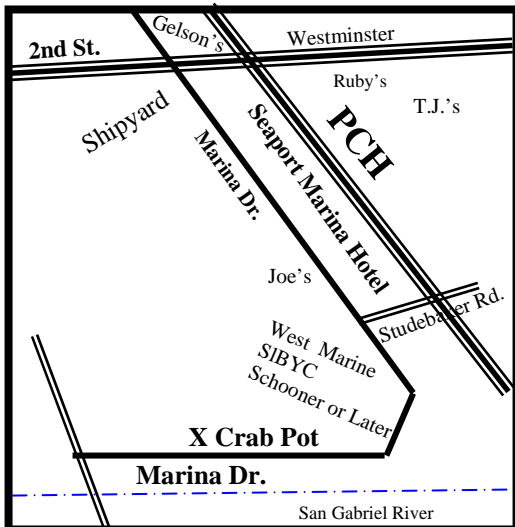 Gelson's
Westminster
2nd St.
Ruby's
T.J.'s
PCH
Shipyard
Seaport Marina Hotel
Marina Dr.
Joe's
Studebaker Rd.
West Marine
SIBYC
Schooner or Later
X Crab Pot
Marina Dr.
San Gabriel River